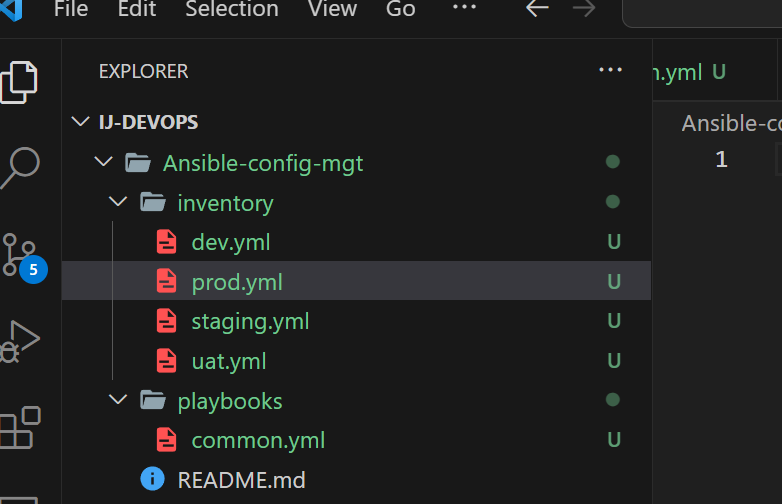 File Edit Selection View Go ...
EXPLORER ...
IJ-DEVOPS
Ansible-config-mgt
inventory
dev.yml U
prod.yml U
staging.yml U
uat.yml U
playbooks
common.yml U
README.md
5
.yml U
1